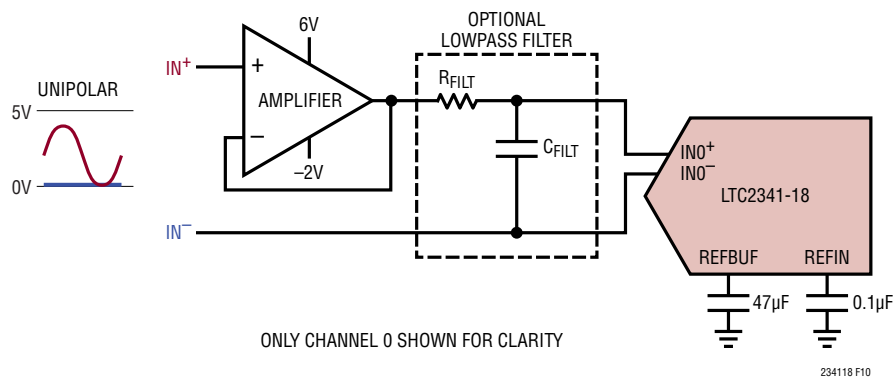 OPTIONAL
LOWPASS FILTER
6V
IN+
+
RFILT
UNIPOLAR
AMPLIFIER
5V
–
CFILT
IN0+
IN0–
0V
–2V
LTC2341-18
IN–
REFBUF
REFIN
47µF
0.1µF
ONLY CHANNEL 0 SHOWN FOR CLARITY
234118 F10